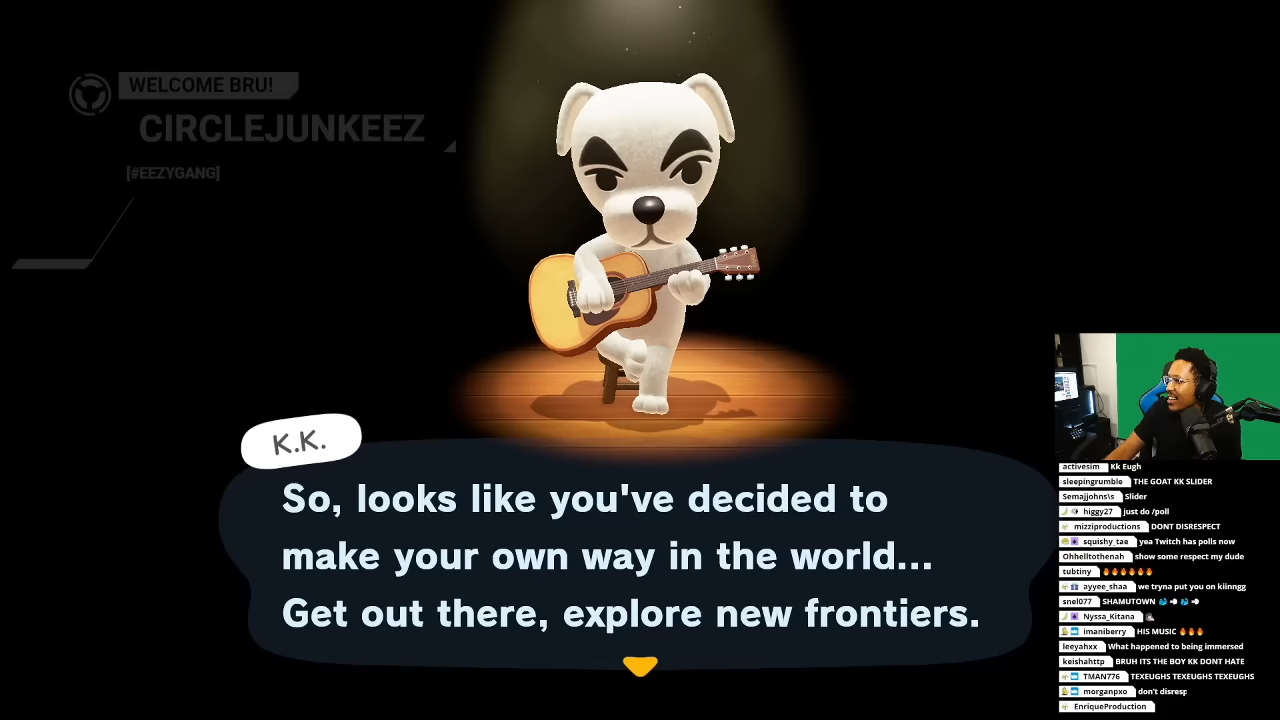 WELCOME BRU!
CIRCLEJUNKEEZ
[#EEZYGANG]
K.K.
So, looks like you've decided to
make your own way in the world...
Get out there, explore new frontiers.
activesim Kk Eugh
sleepingrumble THE GOAT KK SLIDER
Semajjohns\s Slider
higgy27 just do /poll
mizziproductions DONT DISRESPECT
squishy_tae yea Twitch has polls now
Ohhelltothenah show some respect my dude
tubtiny
ayyee_shaa we tryna put you on kiinngg
snel077 SHAMUTOWN
Nyssa_Kitana
imaniberry HIS MUSIC
leeyahxx What happened to being immersed
keishahttp BRUH ITS THE BOY KK DONT HATE
TMAN776 TEXEUGHS TEXEUGHS TEXEUGHS
morganpxo don't disresp
EnriqueProduction